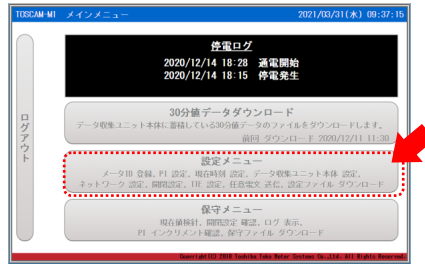 TOSCAM-M1 メインメニュー 2021/03/31(水) 09:37:15
停電ログ
2020/12/14 18:28 通電開始
2020/12/14 18:15 停電発生
ログアウト
30分値データダウンロード
データ収集ユニット本体に蓄積している30分値データのファイルをダウンロードします。
前回 ダウンロード 2020/12/11 11:30
設定メニュー
メータID 登録、PI 設定、現在時刻 設定、データ収集ユニット本体 設定、
ネットワーク 設定、開閉設定、TTE 設定、任意電文 送信、設定ファイル ダウンロード
保守メニュー
現在値検針、開閉設定 確認、ログ 表示、
PI インクリメント確認、保守ファイル ダウンロード
Copyright(C) 2018 Toshiba Toko Meter Systems Co.,Ltd. All Rights Reserved.